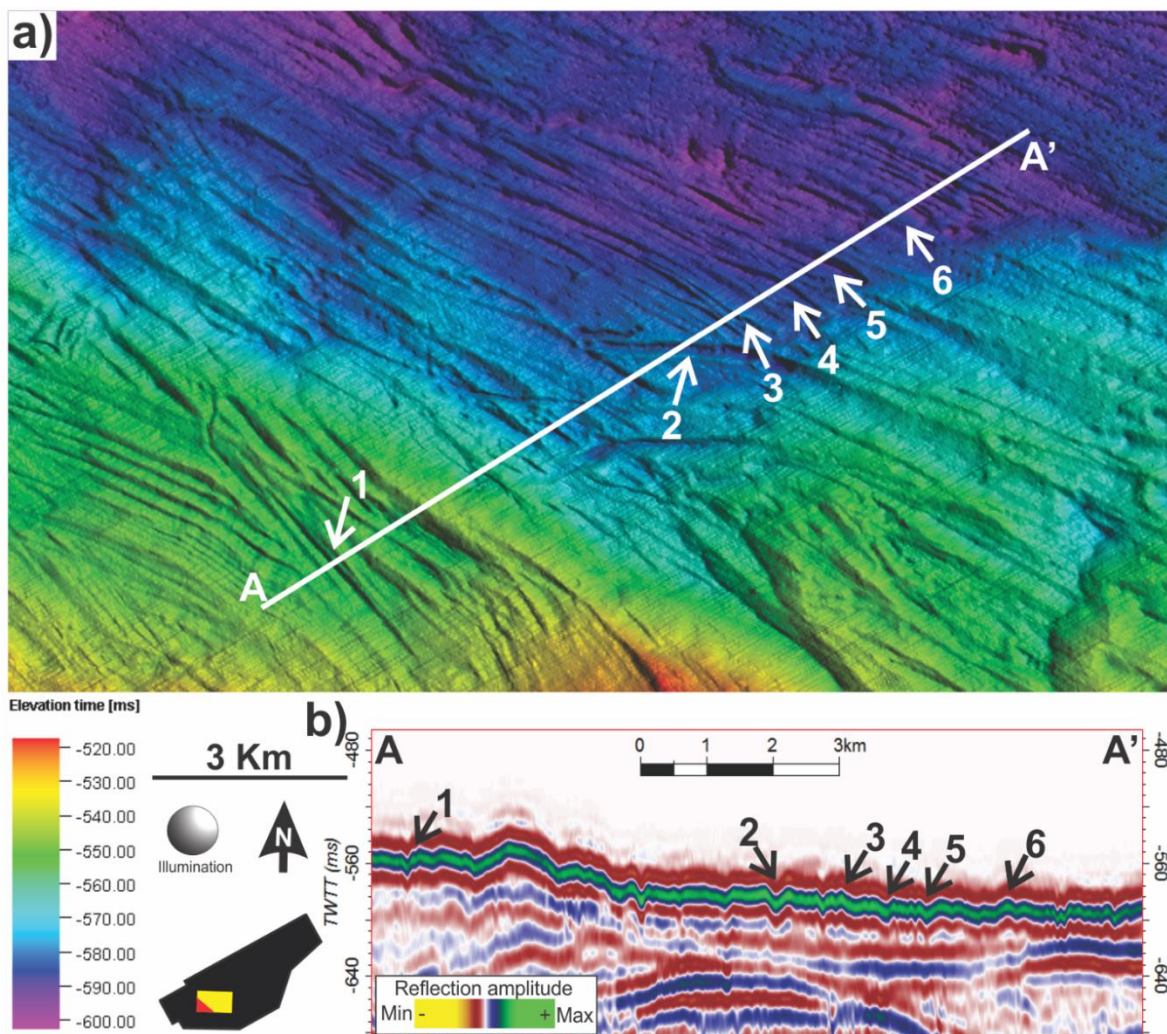 a)
A'
6
5
4
3
2
1
A
Elevation time [ms]
-520.00
-530.00
-540.00
-550.00
-560.00
-570.00
-580.00
-590.00
-600.00
3 Km
Illumination
N
b)
A
A'
0 1 2 3km
-480
-560
-640
TWTT (ms)
-480
-560
-640
1
2
3
4
5
6
Reflection amplitude
Min - + Max